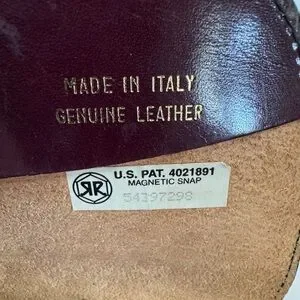 MADE IN ITALY
GENUINE LEATHER
RR
U.S. PAT. 4021891
MAGNETIC SNAP
54397298